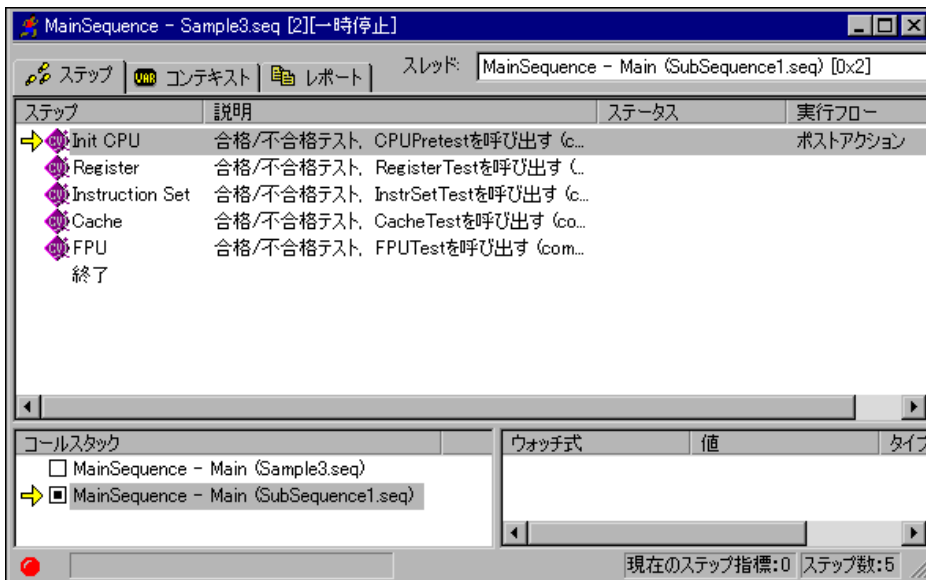 MainSequence - Sample3.seq [2][一時停止]
ステップ VAR コンテキスト レポート スレッド: MainSequence - Main (SubSequence1.seq) [0x2]
ステップ 説明 ステータス 実行フロー
CVI Init CPU 合格/不合格テスト, CPUPretestを呼び出す (c... ポストアクション
CVI Register 合格/不合格テスト, RegisterTestを呼び出す (...
CVI Instruction Set 合格/不合格テスト, InstrSetTestを呼び出す (c...
CVI Cache 合格/不合格テスト, CacheTestを呼び出す (co...
CVI FPU 合格/不合格テスト, FPUTestを呼び出す (com...
終了
コールスタック ウォッチ式 値 タイプ
MainSequence - Main (Sample3.seq)
MainSequence - Main (SubSequence1.seq)
現在のステップ指標:0 ステップ数:5